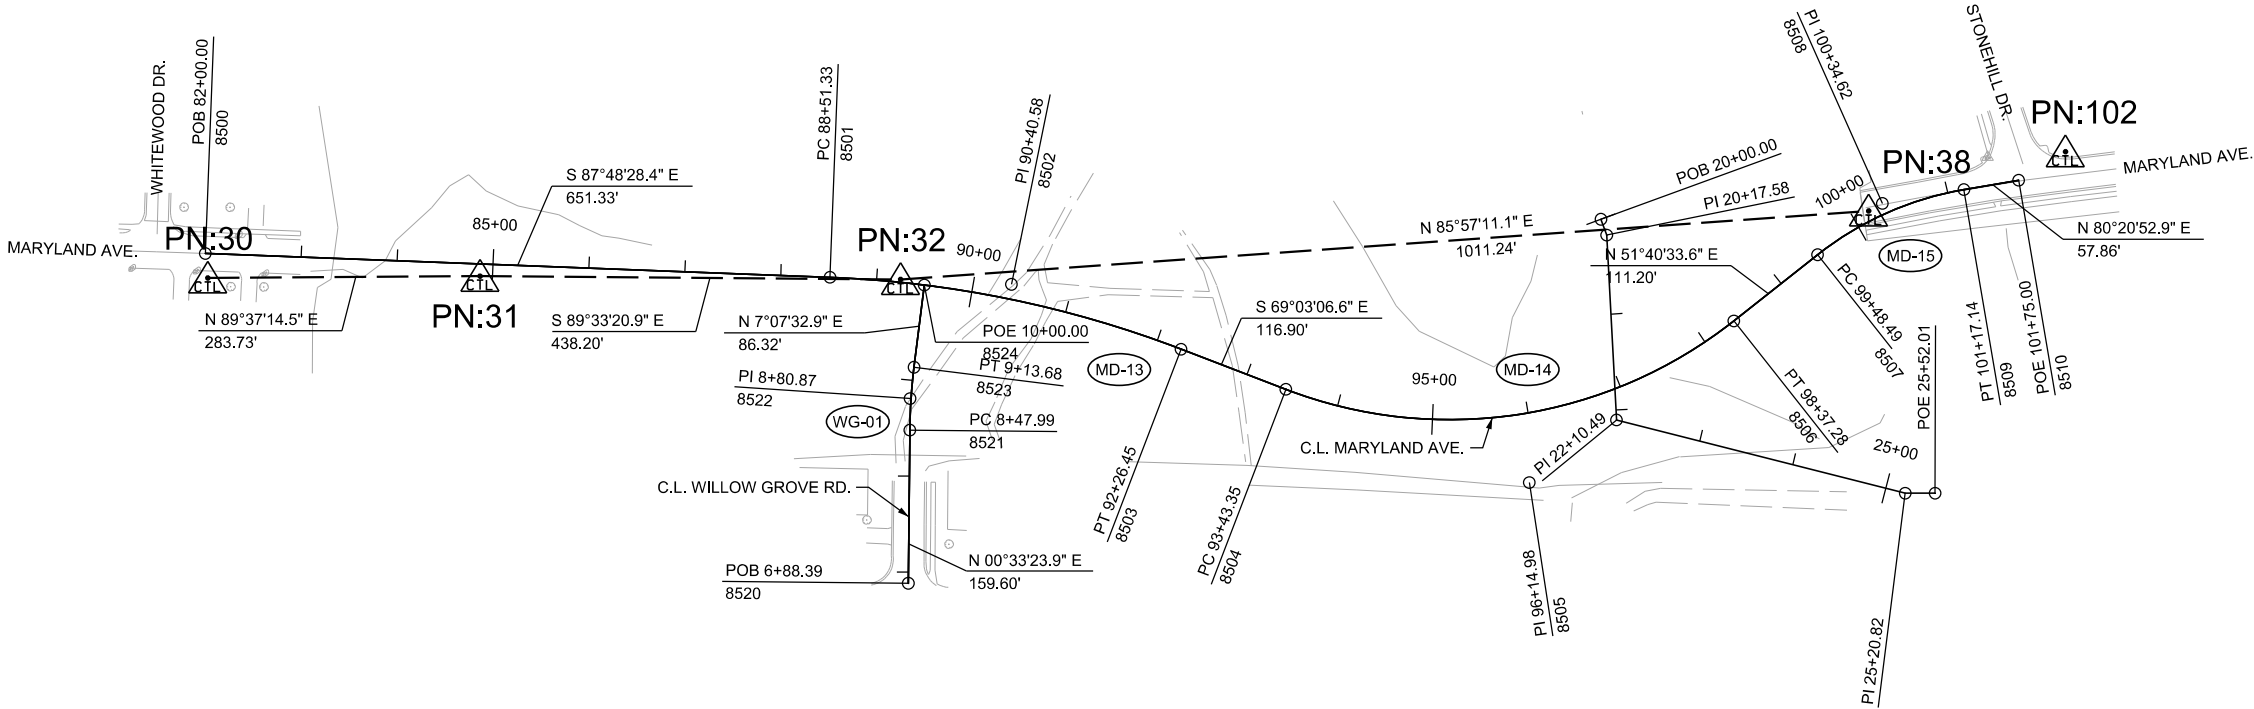 WHITEWOOD DR.
POB 82+00.00
8500
MARYLAND AVE.
PN:30
CTL
N 89°37'14.5" E
283.73'
S 87°48'28.4" E
651.33'
85+00
CTL
PN:31
S 89°33'20.9" E
438.20'
PC 88+51.33
8501
PN:32
CTL
90+00
PI 90+40.58
8502
N 7°07'32.9" E
86.32'
POE 10+00.00
8524
PT 9+13.68
8523
PI 8+80.87
8522
WG-01
PC 8+47.99
8521
C.L. WILLOW GROVE RD.
N 00°33'23.9" E
159.60'
POB 6+88.39
8520
MD-13
S 69°03'06.6" E
116.90'
PT 92+26.45
8503
PC 93+43.35
8504
N 85°57'11.1" E
1011.24'
95+00
MD-14
C.L. MARYLAND AVE.
PI 96+14.98
8505
POB 20+00.00
PI 20+17.58
N 51°40'33.6" E
111.20'
PI 22+10.49
PT 98+37.28
8506
25+00
PI 25+20.82
POE 25+52.01
PC 99+48.49
8507
PI 100+34.62
8508
100+00
PN:38
CTL
MD-15
STONEHILL DR.
PN:102
CTL
MARYLAND AVE.
N 80°20'52.9" E
57.86'
PT 101+17.14
8509
POE 101+75.00
8510